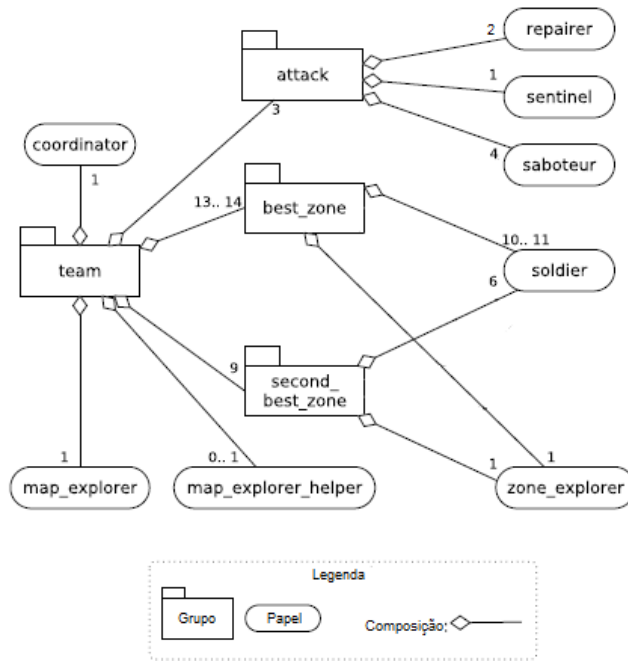 2
repairer
attack
1
sentinel
3
4
saboteur
coordinator
1
13.. 14
best_zone
10.. 11
soldier
team
6
9
second_
best_zone
1
0.. 1
1
1
map_explorer
map_explorer_helper
zone_explorer
Legenda
Grupo
Papel
Composição;